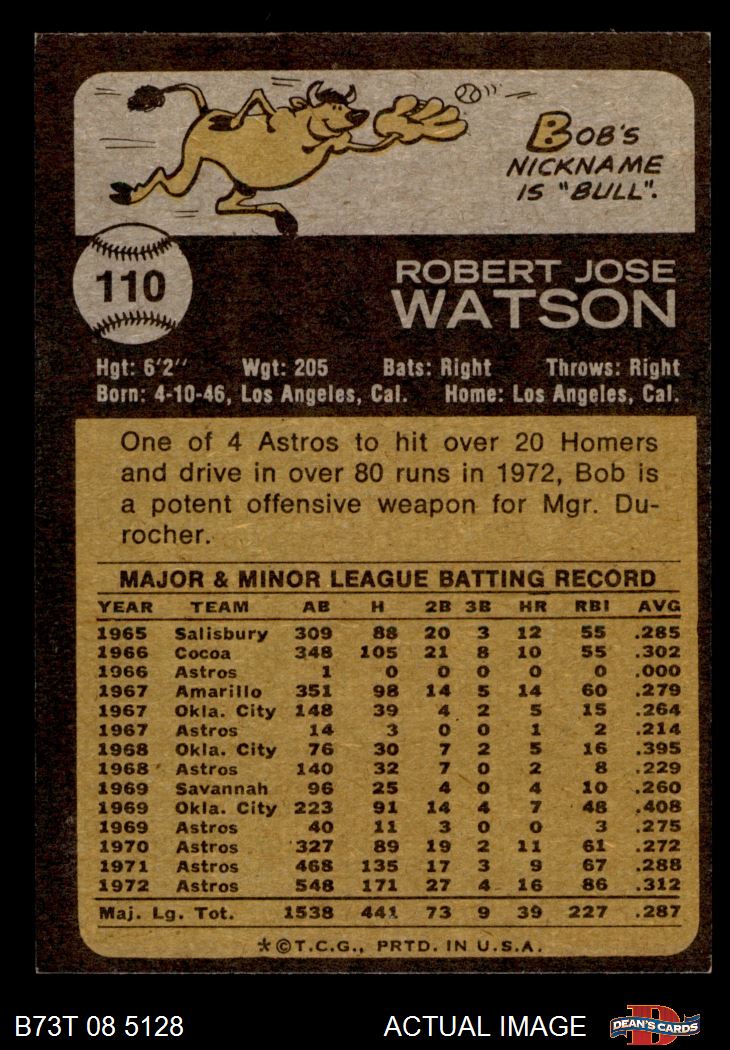 BOB'S
NICKNAME
IS "BULL".
110
ROBERT JOSE
WATSON
Hgt: 6'2" Wgt: 205 Bats: Right Throws: Right
Born: 4-10-46, Los Angeles, Cal. Home: Los Angeles, Cal.
One of 4 Astros to hit over 20 Homers
and drive in over 80 runs in 1972, Bob is
a potent offensive weapon for Mgr. Du-
rocher.
MAJOR & MINOR LEAGUE BATTING RECORD
YEAR TEAM AB H 2B 3B HR RBI AVG
1965 Salisbury 309 88 20 3 12 55 .285
1966 Cocoa 348 105 21 8 10 55 .302
1966 Astros 1 0 0 0 0 0 .000
1967 Amarillo 351 98 14 5 14 60 .279
1967 Okla. City 148 39 4 2 5 15 .264
1967 Astros 14 3 0 0 1 2 .214
1968 Okla. City 76 30 7 2 5 16 .395
1968 Astros 140 32 7 0 2 8 .229
1969 Savannah 96 25 4 0 4 10 .260
1969 Okla. City 223 91 14 4 7 48 .408
1969 Astros 40 11 3 0 0 3 .275
1970 Astros 327 89 19 2 11 61 .272
1971 Astros 468 135 17 3 9 67 .288
1972 Astros 548 171 27 4 16 86 .312
Maj. Lg. Tot. 1538 441 73 9 39 227 .287
*©T.C.G., PRTD. IN U.S.A.
B73T 08 5128 ACTUAL IMAGE DEAN'S CARDS